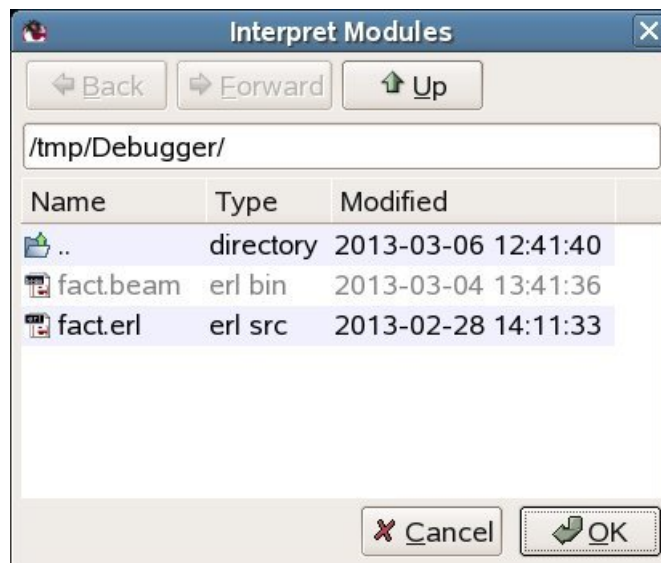 Interpret Modules
Back Forward Up
/tmp/Debugger/
Name Type Modified
.. directory 2013-03-06 12:41:40
fact.beam erl bin 2013-03-04 13:41:36
fact.erl erl src 2013-02-28 14:11:33
Cancel OK